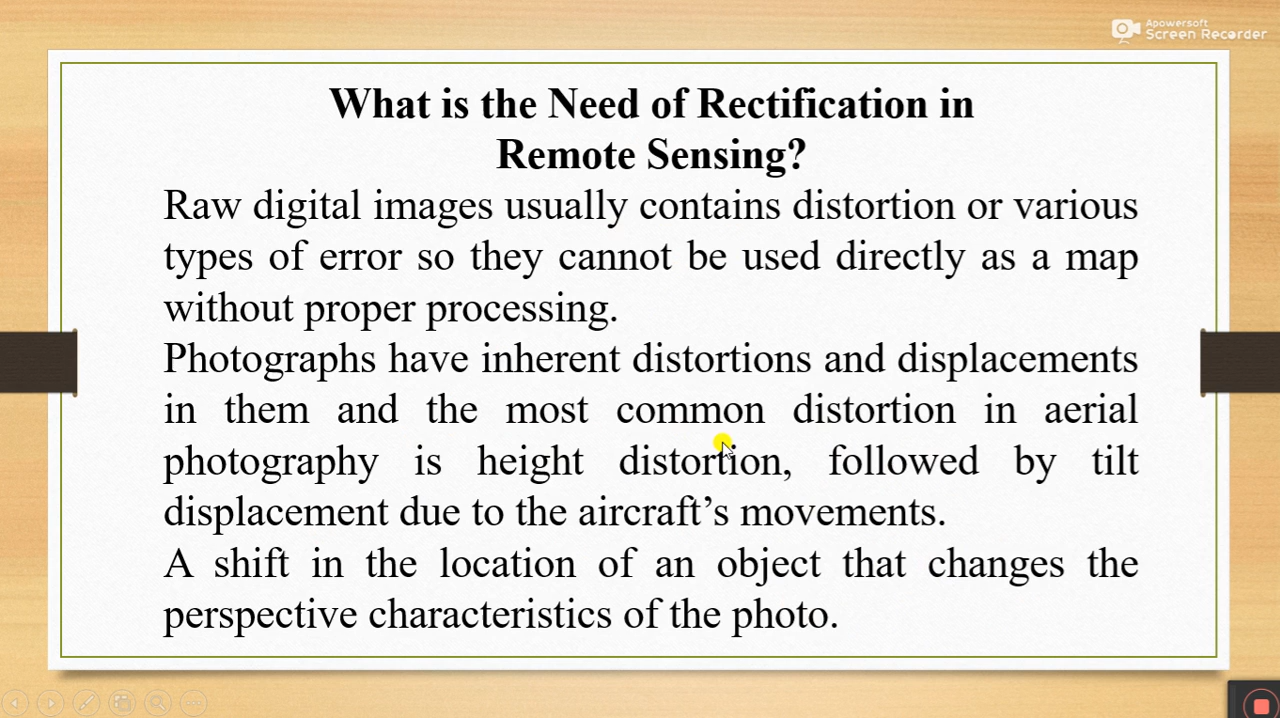 Apowersoft
Screen Recorder
What is the Need of Rectification in
Remote Sensing?
Raw digital images usually contains distortion or various
types of error so they cannot be used directly as a map
without proper processing.
Photographs have inherent distortions and displacements
in them and the most common distortion in aerial
photography is height distortion, followed by tilt
displacement due to the aircraft’s movements.
A shift in the location of an object that changes the
perspective characteristics of the photo.